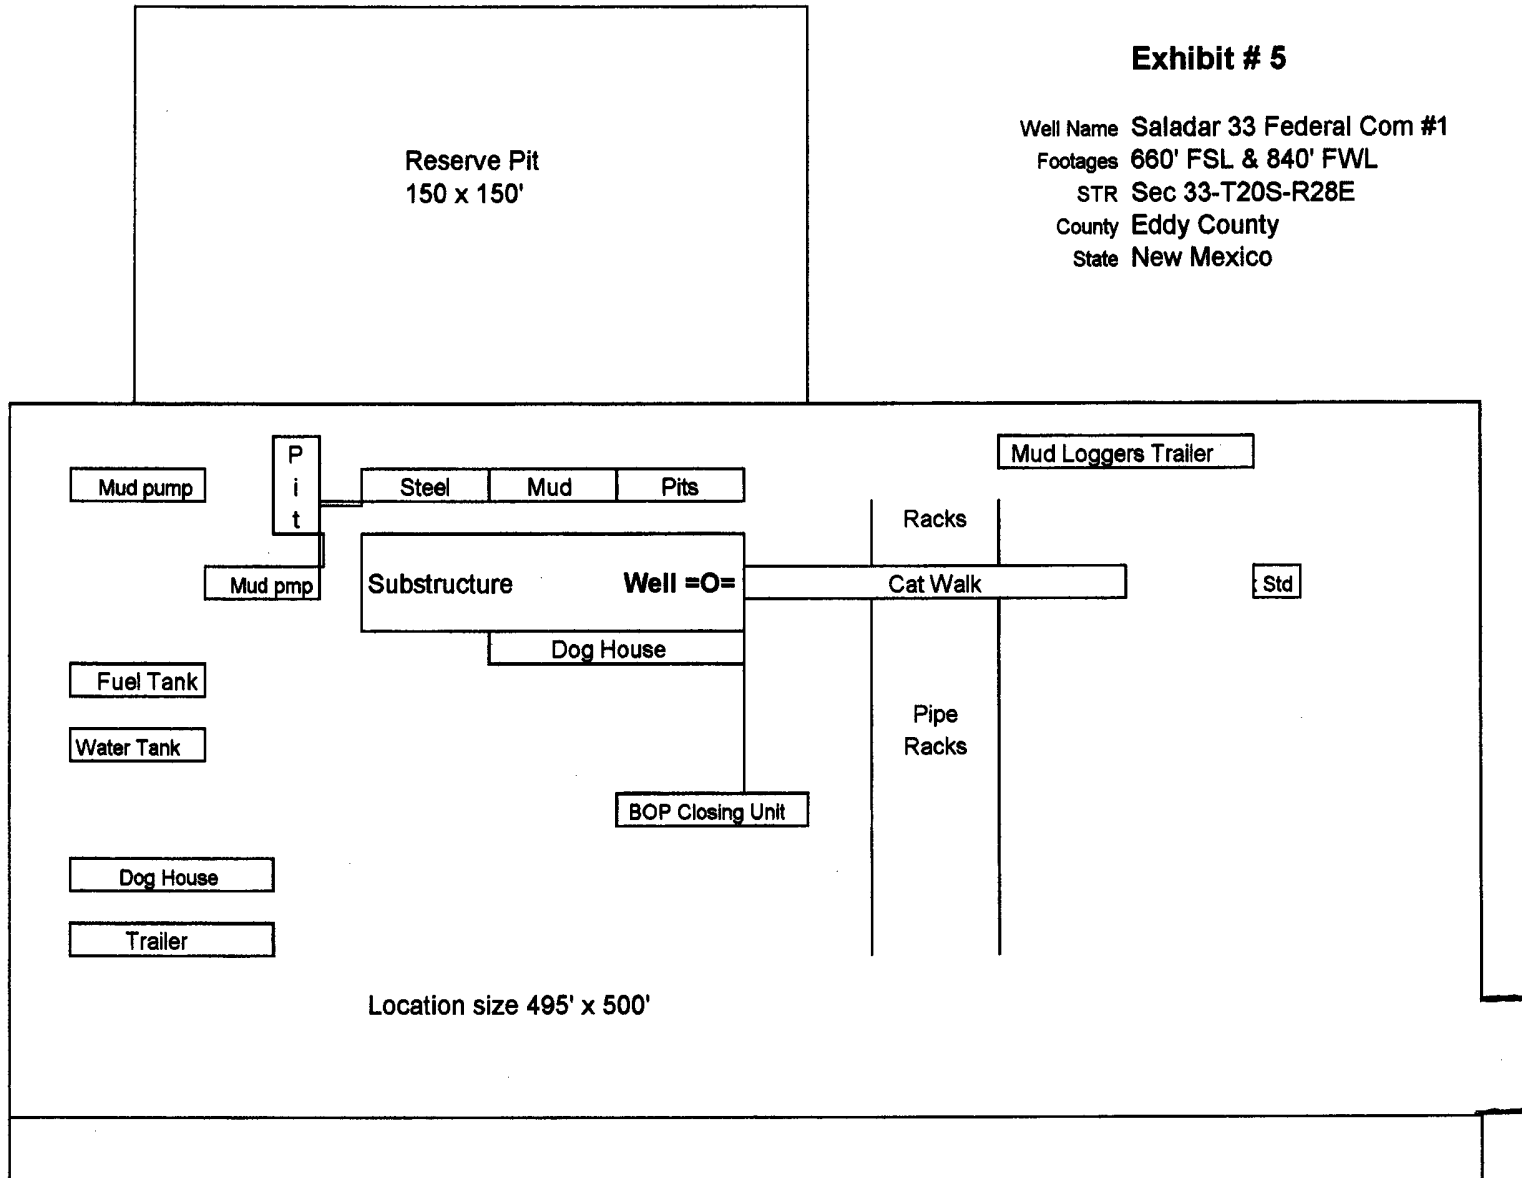 Exhibit # 5
Well Name Saladar 33 Federal Com #1
Footages 660' FSL & 840' FWL
STR Sec 33-T20S-R28E
County Eddy County
State New Mexico
Reserve Pit
150 x 150'
Mud Loggers Trailer
P
i
t
Mud pump
Steel Mud Pits
Racks
Mud pmp
Substructure
Well =O=
Cat Walk
Std
Dog House
Fuel Tank
Pipe
Racks
Water Tank
BOP Closing Unit
Dog House
Trailer
Location size 495' x 500'